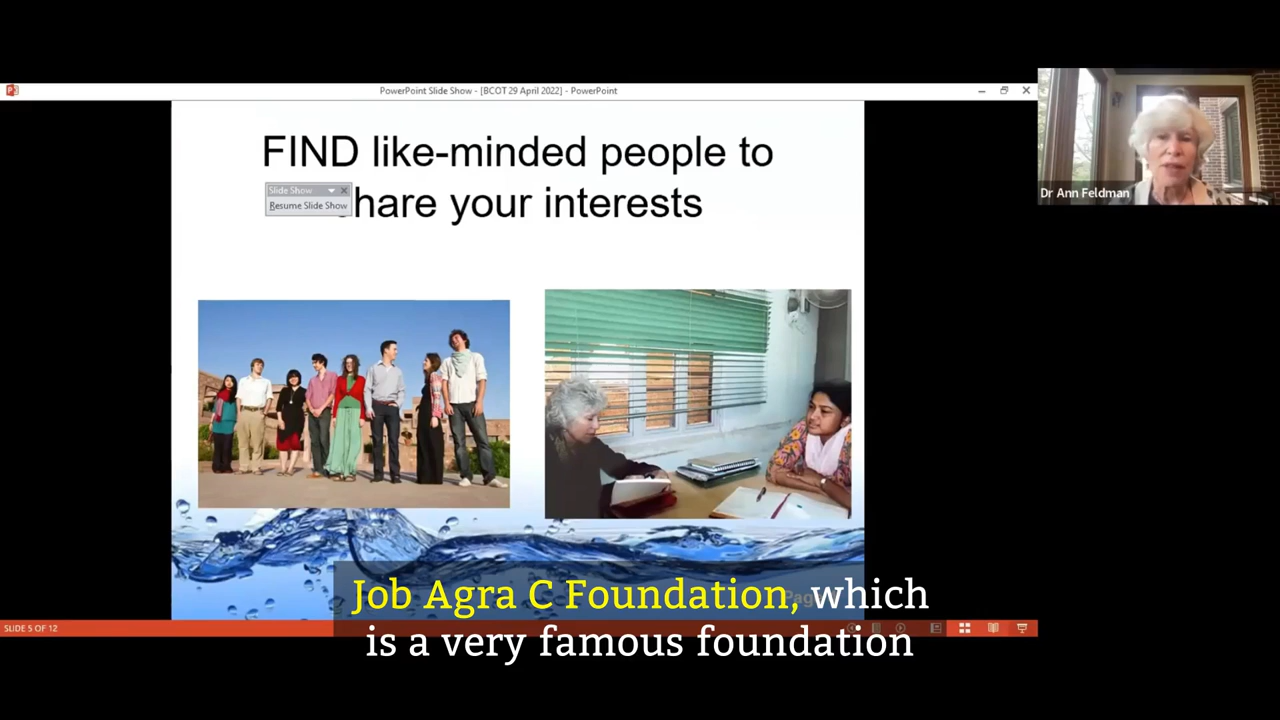 PowerPoint Slide Show - [BCOT 29 April 2022] - PowerPoint
FIND like-minded people to
hare your interests
Slide Show
Resume Slide Show
Dr Ann Feldman
Job Agra C Foundation, which
is a very famous foundation
SLIDE 5 OF 12